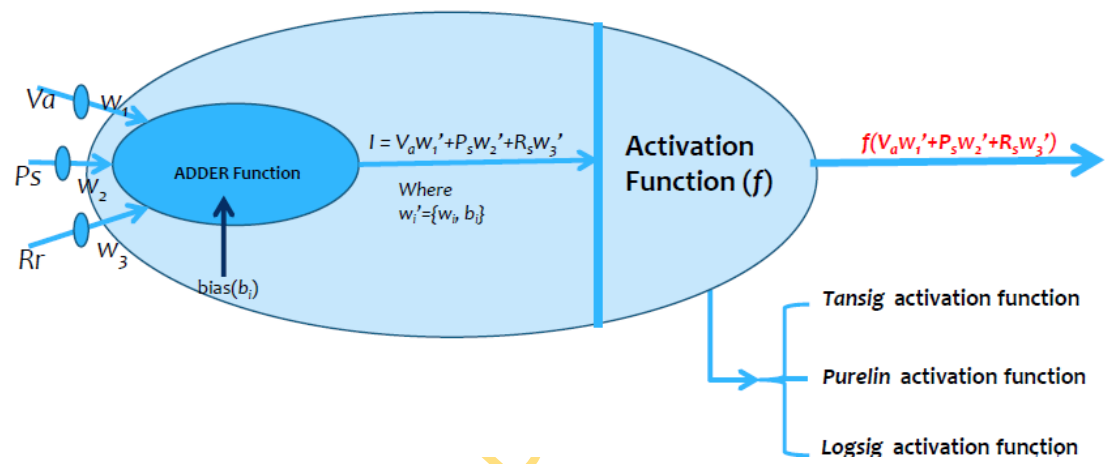 Va
w₁
Ps
w₂
Rr
w₃
ADDER Function
bias(bᵢ)
I = Vₐw₁'+Pₛw₂'+Rₛw₃'
Where
wᵢ'={wᵢ, bᵢ}
Activation
Function (f)
f(Vₐw₁'+Pₛw₂'+Rₛw₃')
Tansig activation function
Purelin activation function
Logsig activation function